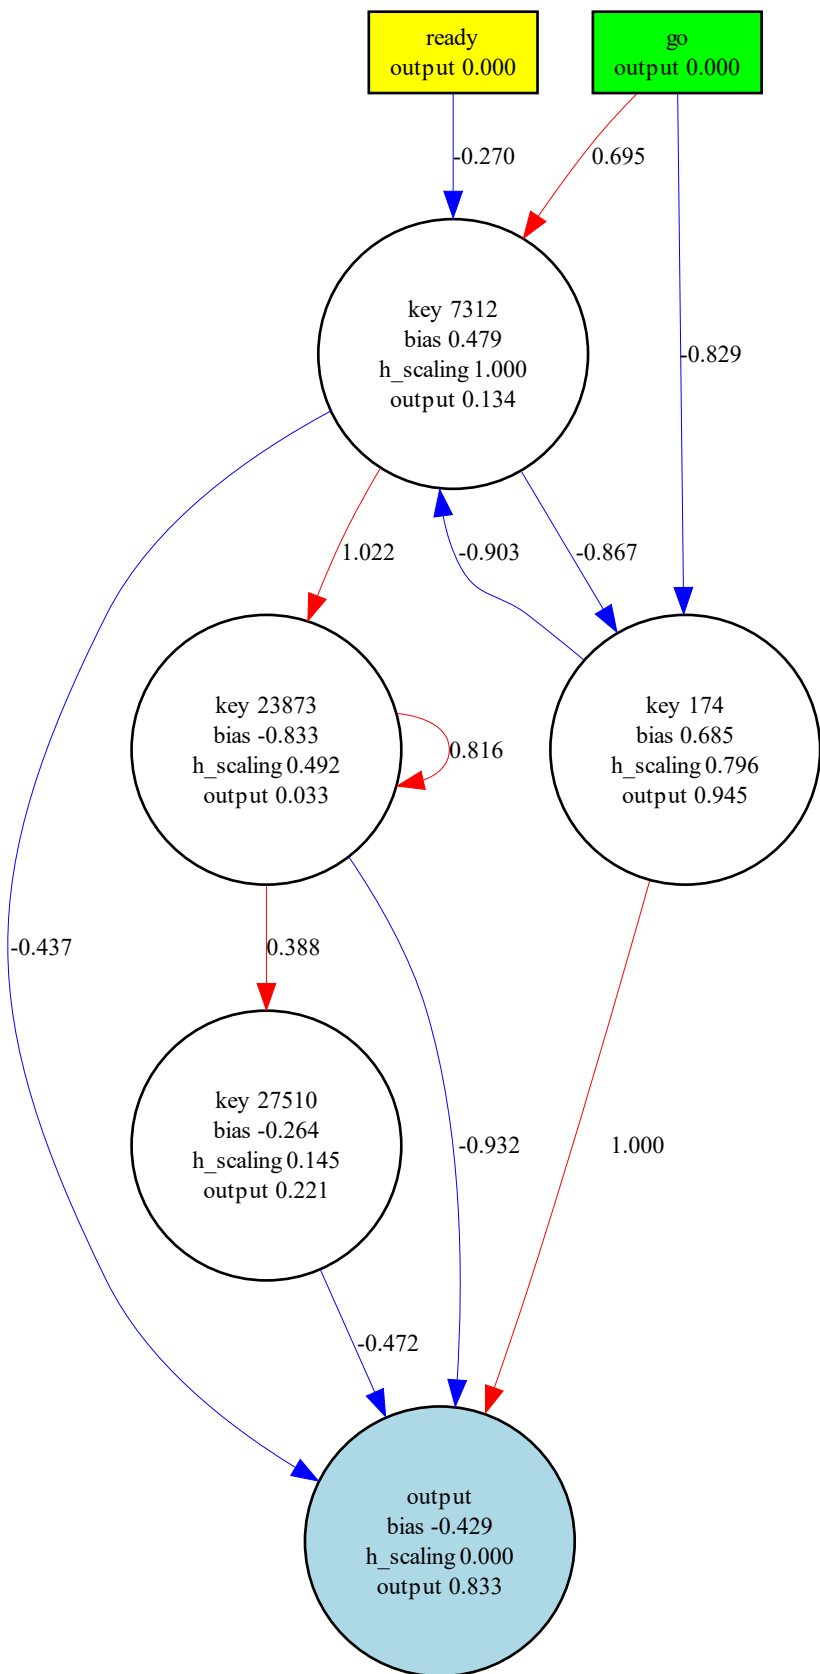 ready
output 0.000
go
output 0.000
-0.270
0.695
key 7312
bias 0.479
h_scaling 1.000
output 0.134
-0.829
1.022
-0.903
-0.867
key 23873
bias -0.833
h_scaling 0.492
output 0.033
0.816
key 174
bias 0.685
h_scaling 0.796
output 0.945
-0.437
0.388
key 27510
bias -0.264
h_scaling 0.145
output 0.221
-0.932
1.000
-0.472
output
bias -0.429
h_scaling 0.000
output 0.833